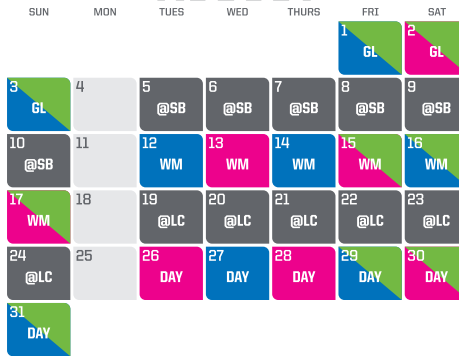 SUN MON TUES WED THURS FRI SAT
1 2
GL GL
3 4 5 6 7 8 9
GL @SB @SB @SB @SB @SB
10 11 12 13 14 15 16
@SB WM WM WM WM WM
17 18 19 20 21 22 23
WM @LC @LC @LC @LC @LC
24 25 26 27 28 29 30
@LC DAY DAY DAY DAY DAY
31
DAY